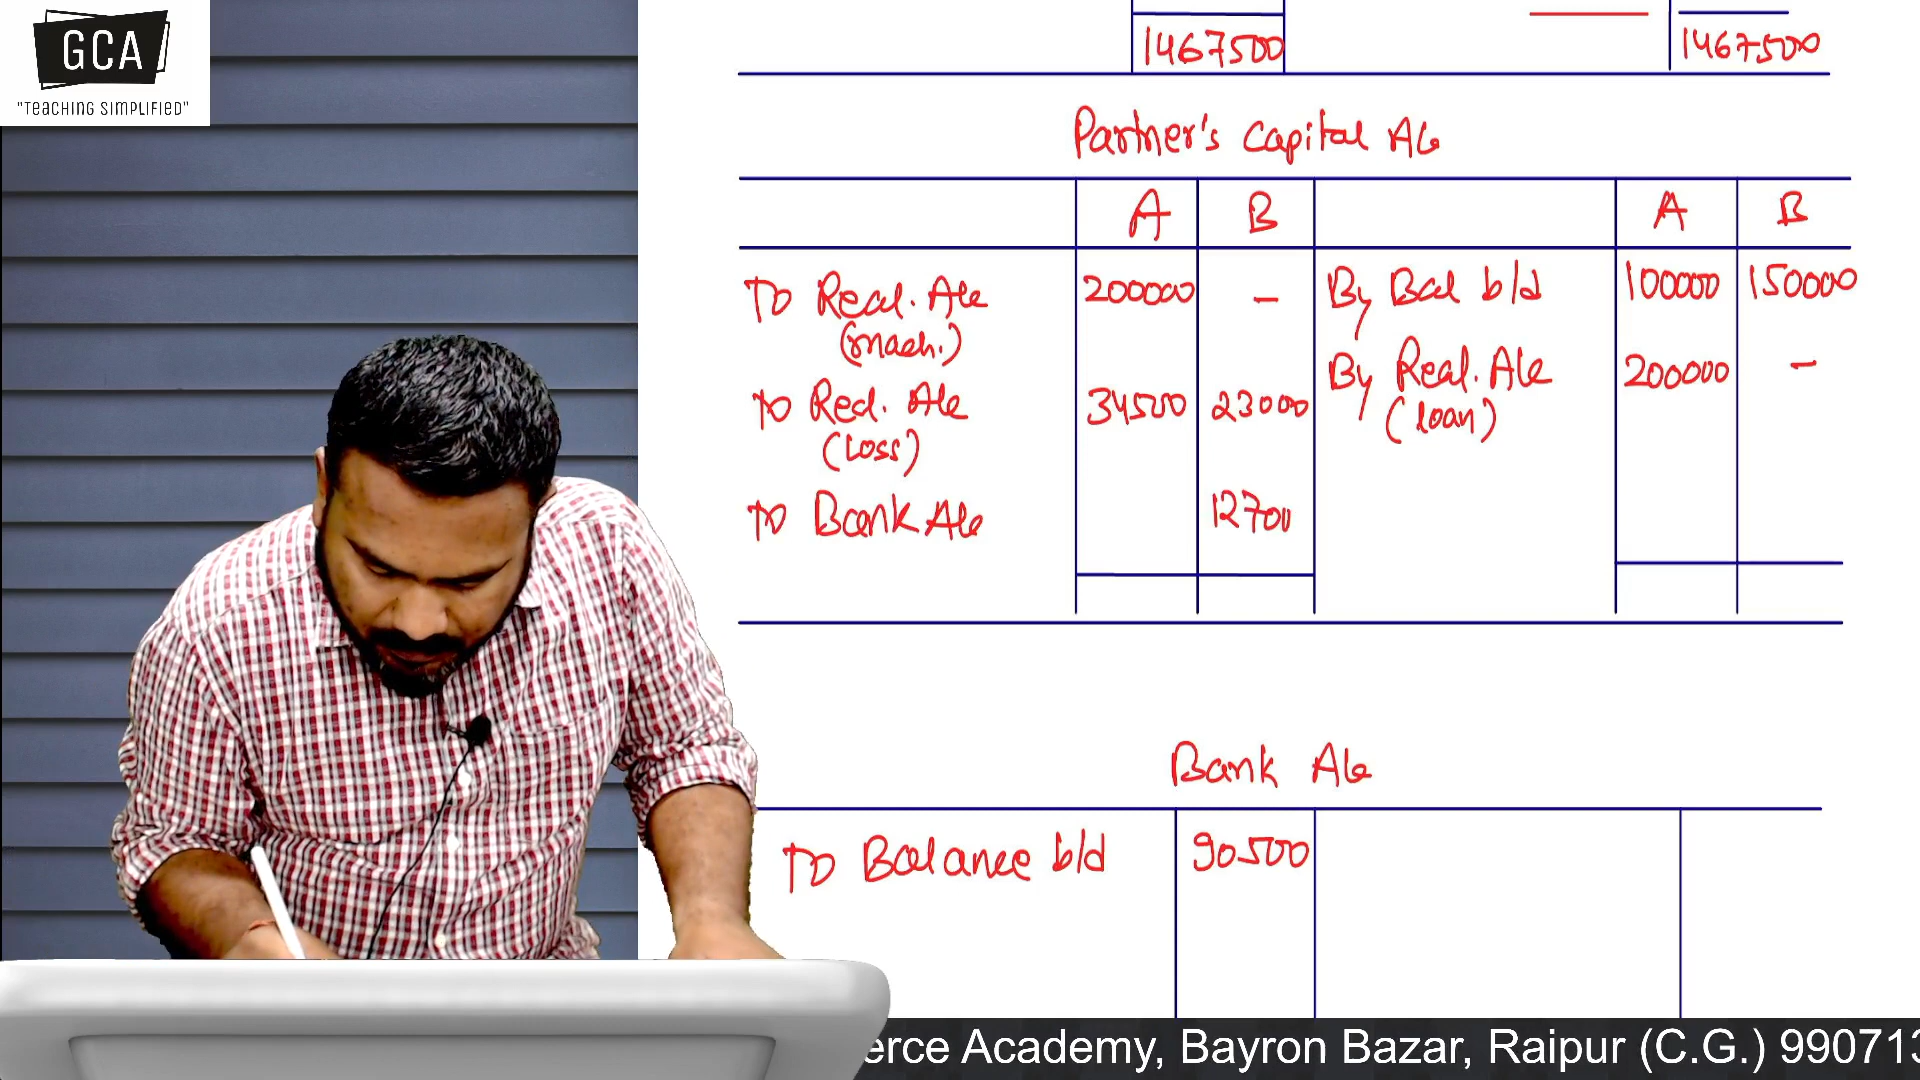 GCA
"TEACHING SIMPLIFIED"
1467500 1467500
Partner's Capital A/c
A B A B
To Real. A/c 200000 - By Bal b/d 100000 150000
(Mach.)
To Real. A/c 34500 23000 By Real. A/c 200000 -
(Loss) (loan)
To Bank A/c 12700
Bank A/c
To Balance b/d 90500
erce Academy, Bayron Bazar, Raipur (C.G.) 990713